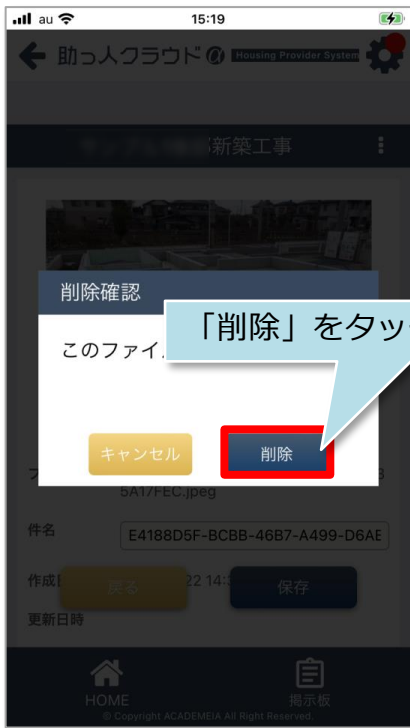 au 15:19
助っ人クラウド α Housing Provider System
新築工事
削除確認
「削除」をタッ
このファイ
キャンセル 削除
5A17FEC.jpeg
件名 E4188D5F-BCBB-46B7-A499-D6AE
戻る 22 14: 保存
更新日時
HOME 掲示板
© Copyright ACADEMEIA All Right Reserved.